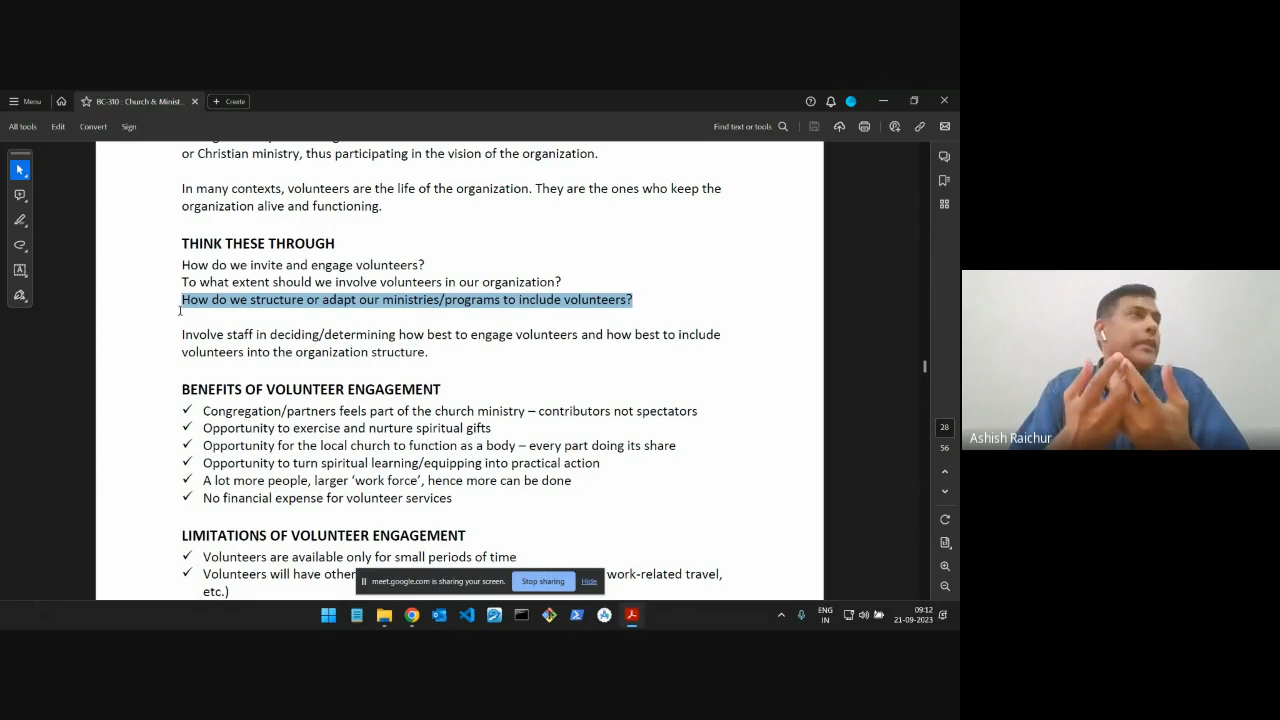 Menu
BC-310 : Church & Minist...
Create
All tools
Edit
Convert
Sign
Find text or tools
or Christian ministry, thus participating in the vision of the organization.
In many contexts, volunteers are the life of the organization. They are the ones who keep the
organization alive and functioning.
THINK THESE THROUGH
How do we invite and engage volunteers?
To what extent should we involve volunteers in our organization?
How do we structure or adapt our ministries/programs to include volunteers?
Involve staff in deciding/determining how best to engage volunteers and how best to include
volunteers into the organization structure.
BENEFITS OF VOLUNTEER ENGAGEMENT
✓ Congregation/partners feels part of the church ministry – contributors not spectators
✓ Opportunity to exercise and nurture spiritual gifts
✓ Opportunity for the local church to function as a body – every part doing its share
✓ Opportunity to turn spiritual learning/equipping into practical action
✓ A lot more people, larger ‘work force’, hence more can be done
✓ No financial expense for volunteer services
LIMITATIONS OF VOLUNTEER ENGAGEMENT
✓ Volunteers are available only for small periods of time
✓ Volunteers will have other work-related travel,
etc.)
meet.google.com is sharing your screen.
Stop sharing
Hide
28
56
ENG
IN
09:12
21-09-2023
Ashish Raichur